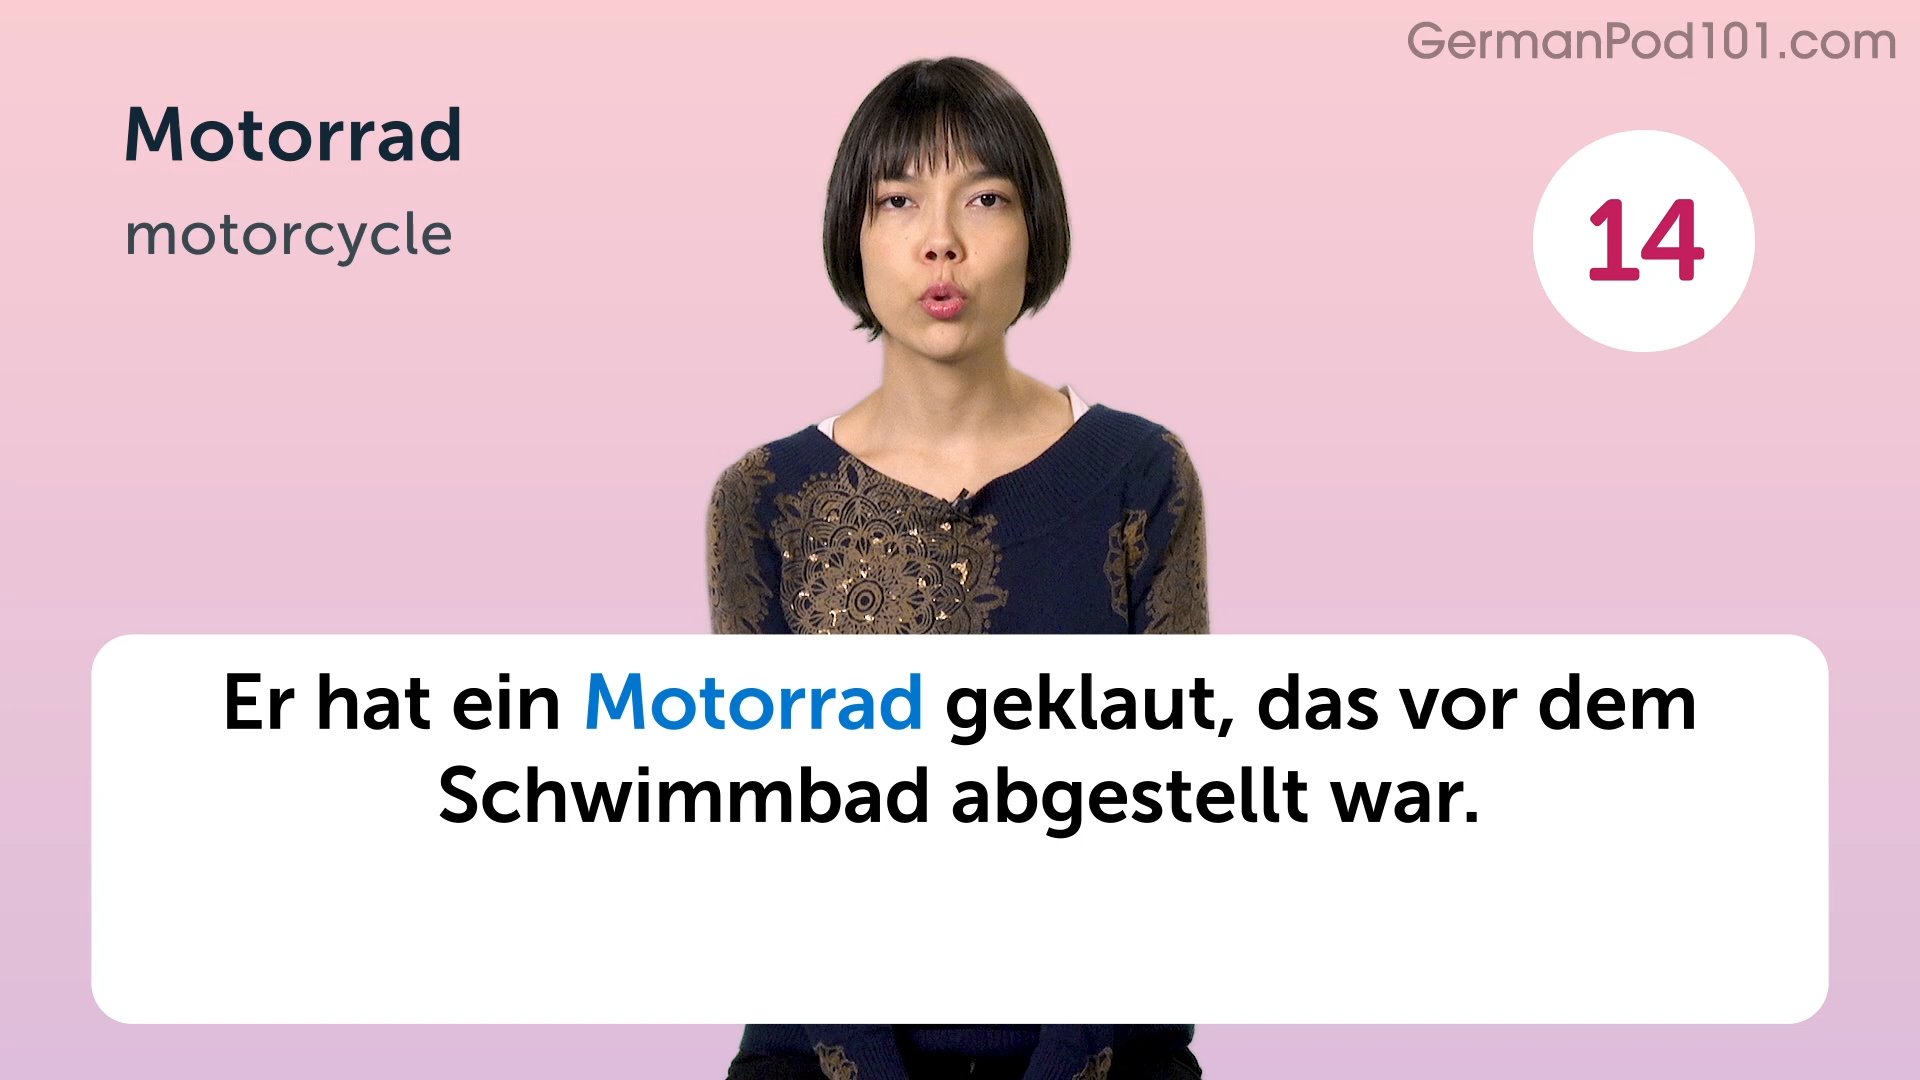 GermanPod101.com
Motorrad
motorcycle
14
Er hat ein Motorrad geklaut, das vor dem
Schwimmbad abgestellt war.